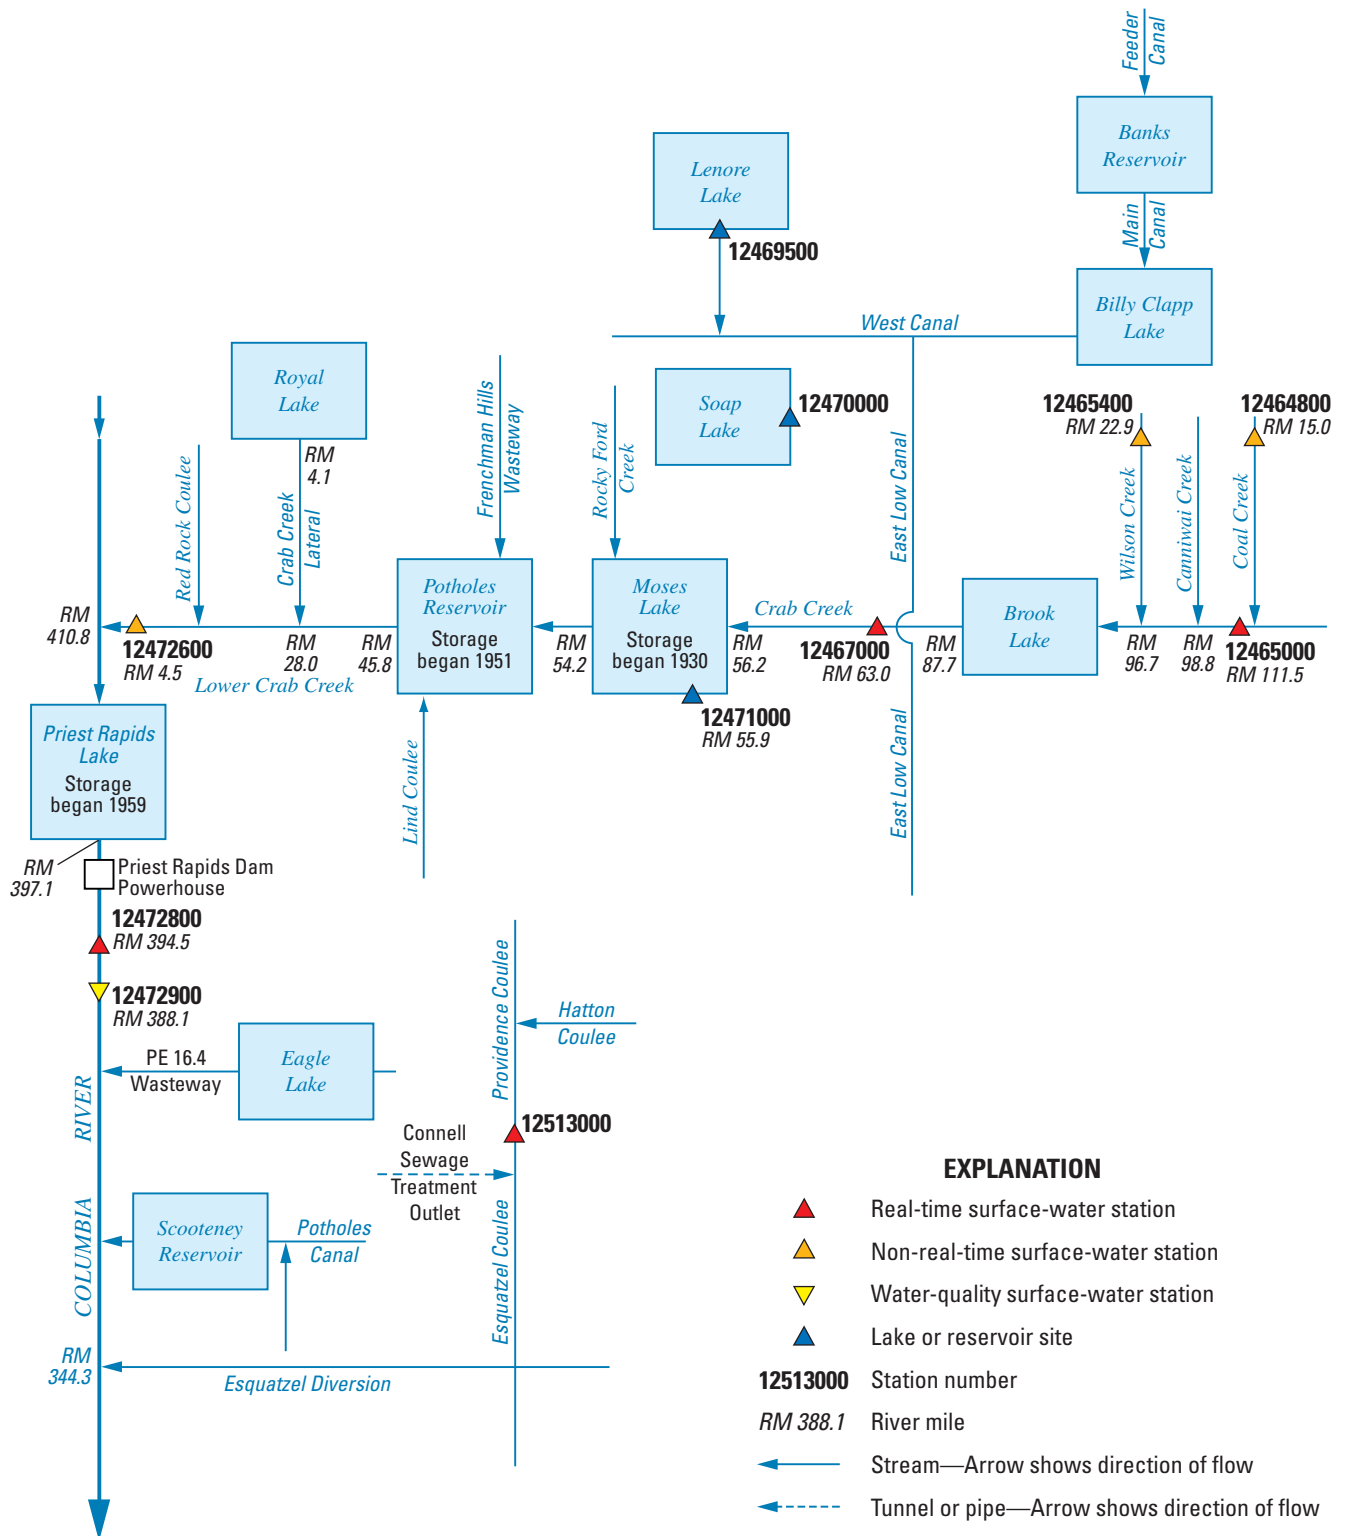 Feeder
Canal
Banks
Reservoir
Main
Canal
Lenore
Lake
12469500
Billy Clapp
Lake
West Canal
Royal
Lake
RM
4.1
Frenchman Hills
Wasteway
Rocky Ford
Creek
Soap
Lake
12470000
12465400
RM 22.9
12464800
RM 15.0
Red Rock Coulee
Crab Creek
Lateral
East Low Canal
Wilson Creek
Canniwai Creek
Coal Creek
Potholes
Reservoir
Storage
began 1951
Moses
Lake
Storage
began 1930
Crab Creek
Brook
Lake
RM
410.8
12472600
RM 4.5
RM
28.0
RM
45.8
Lower Crab Creek
RM
54.2
RM
56.2
12467000
RM 63.0
RM
87.7
RM
96.7
RM
98.8
12465000
RM 111.5
12471000
RM 55.9
East Low Canal
Lind Coulee
Priest Rapids
Lake
Storage
began 1959
RM
397.1
Priest Rapids Dam
Powerhouse
12472800
RM 394.5
12472900
RM 388.1
Providence Coulee
Hatton
Coulee
PE 16.4
Wasteway
Eagle
Lake
RIVER
COLUMBIA
12513000
Connell
Sewage
Treatment
Outlet
Esquatzel Coulee
Scooteney
Reservoir
Potholes
Canal
RM
344.3
Esquatzel Diversion
EXPLANATION
Real-time surface-water station
Non-real-time surface-water station
Water-quality surface-water station
Lake or reservoir site
12513000 Station number
RM 388.1 River mile
Stream—Arrow shows direction of flow
Tunnel or pipe—Arrow shows direction of flow